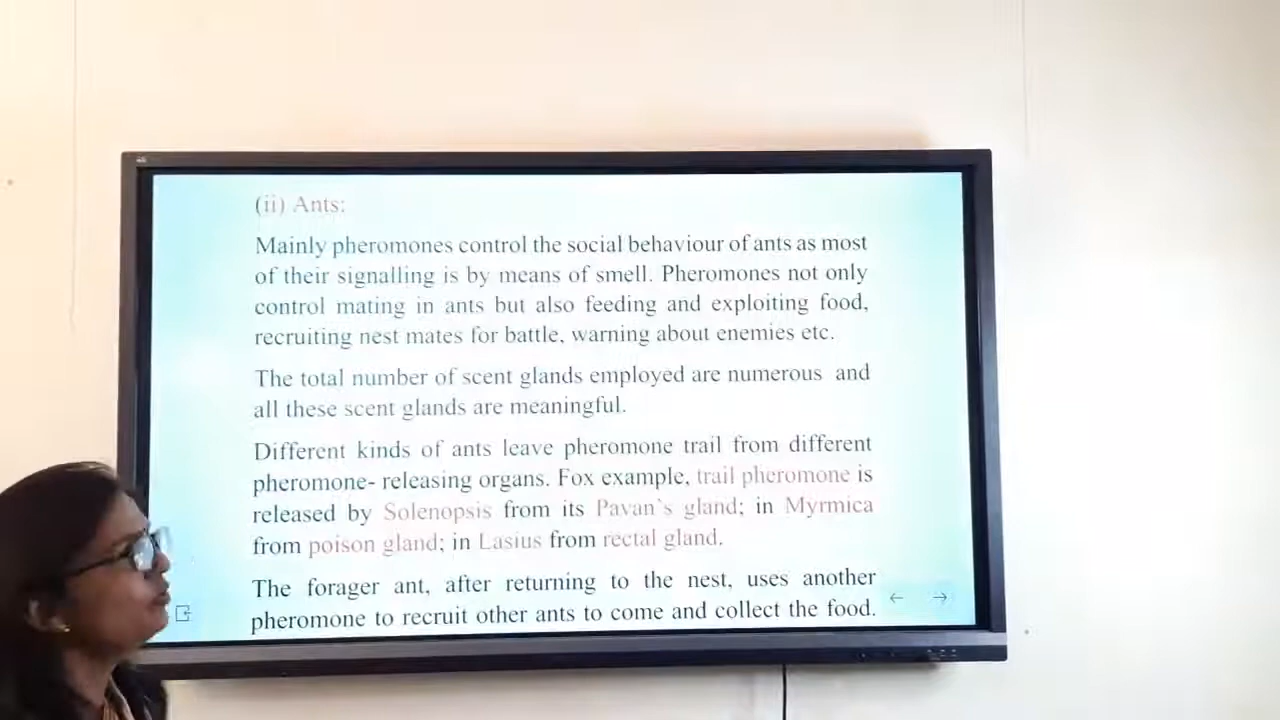 (ii) Ants:
Mainly pheromones control the social behaviour of ants as most
of their signalling is by means of smell. Pheromones not only
control mating in ants but also feeding and exploiting food,
recruiting nest mates for battle, warning about enemies etc.
The total number of scent glands employed are numerous and
all these scent glands are meaningful.
Different kinds of ants leave pheromone trail from different
pheromone- releasing organs. Fox example, trail pheromone is
released by Solenopsis from its Pavan`s gland; in Myrmica
from poison gland; in Lasius from rectal gland.
The forager ant, after returning to the nest, uses another
pheromone to recruit other ants to come and collect the food.